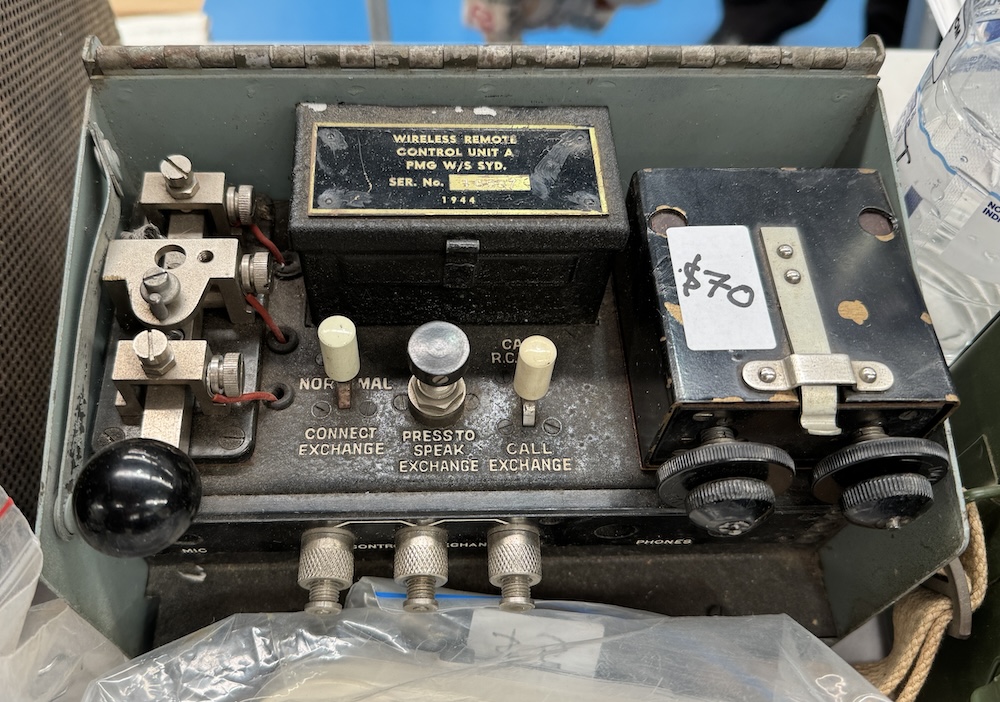 WIRELESS REMOTE
CONTROL UNIT A
PMG W/S SYD.
SER. No.
1944
$70
NORMAL
CONNECT
EXCHANGE
PRESS TO
SPEAK
EXCHANGE
CALL
EXCHANGE
MIC
PHONES